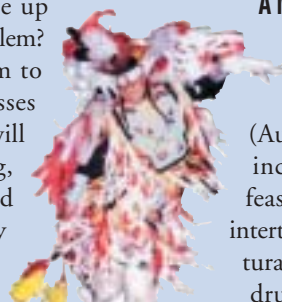 e up
lem?
n to
sses
vill
g,
d
y
A
(Au
inc
feas
intert
tura
dru